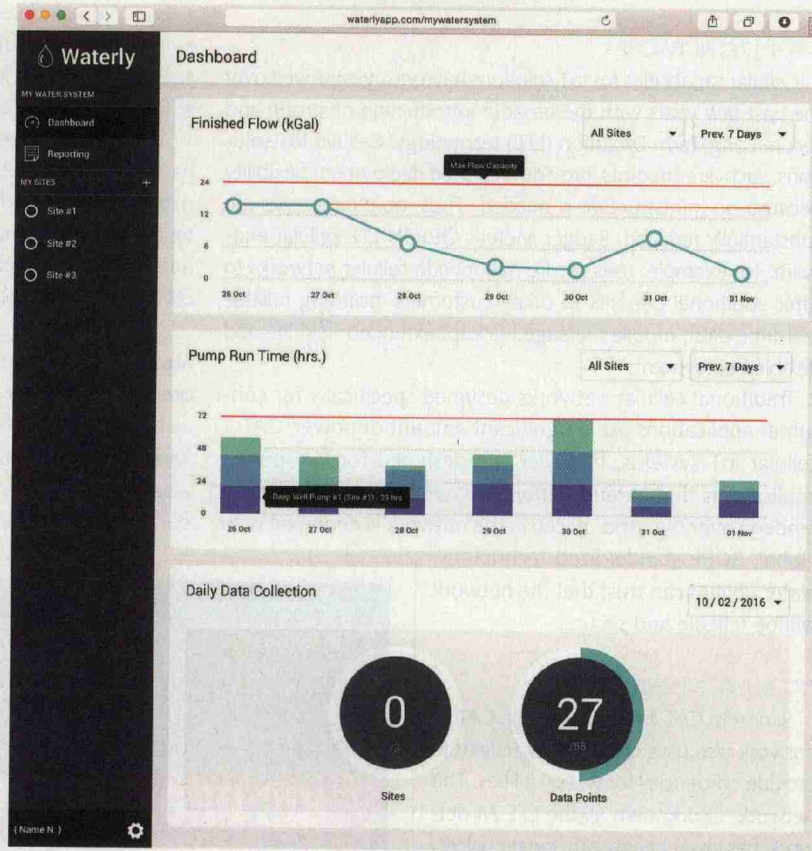 waterlyapp.com/mywatersystem
Waterly
MY WATER SYSTEM
Dashboard
Reporting
MY SITES +
Site #1
Site #2
Site #3
(Name N.)
Dashboard
Finished Flow (kGal)
All Sites
Prev. 7 Days
Max Flow Capacity
24
12
6
0
26 Oct 27 Oct 28 Oct 29 Oct 30 Oct 31 Oct 01 Nov
Pump Run Time (hrs.)
All Sites
Prev. 7 Days
72
48
24
0
Deep Well Pump #1 (Site #1) - 23 hrs
26 Oct 27 Oct 28 Oct 29 Oct 30 Oct 31 Oct 01 Nov
Daily Data Collection
10 / 02 / 2016
0
/3
Sites
27
Data Points